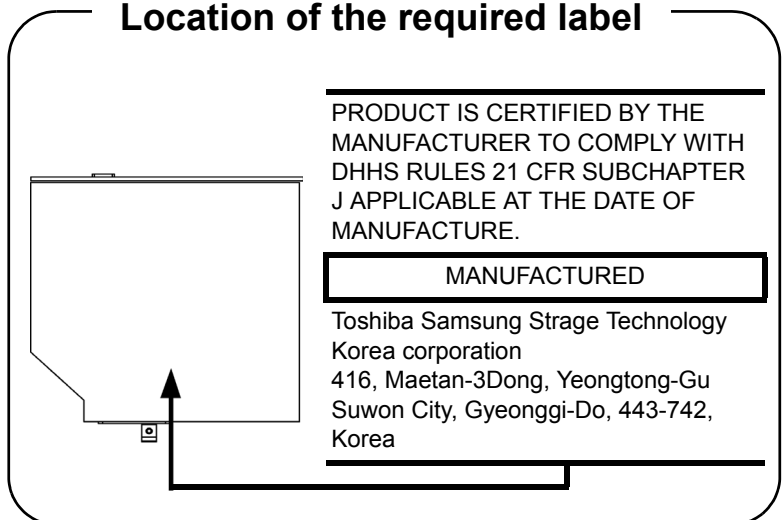 Location of the required label
PRODUCT IS CERTIFIED BY THE
MANUFACTURER TO COMPLY WITH
DHHS RULES 21 CFR SUBCHAPTER
J APPLICABLE AT THE DATE OF
MANUFACTURE.
MANUFACTURED
Toshiba Samsung Strage Technology
Korea corporation
416, Maetan-3Dong, Yeongtong-Gu
Suwon City, Gyeonggi-Do, 443-742,
Korea